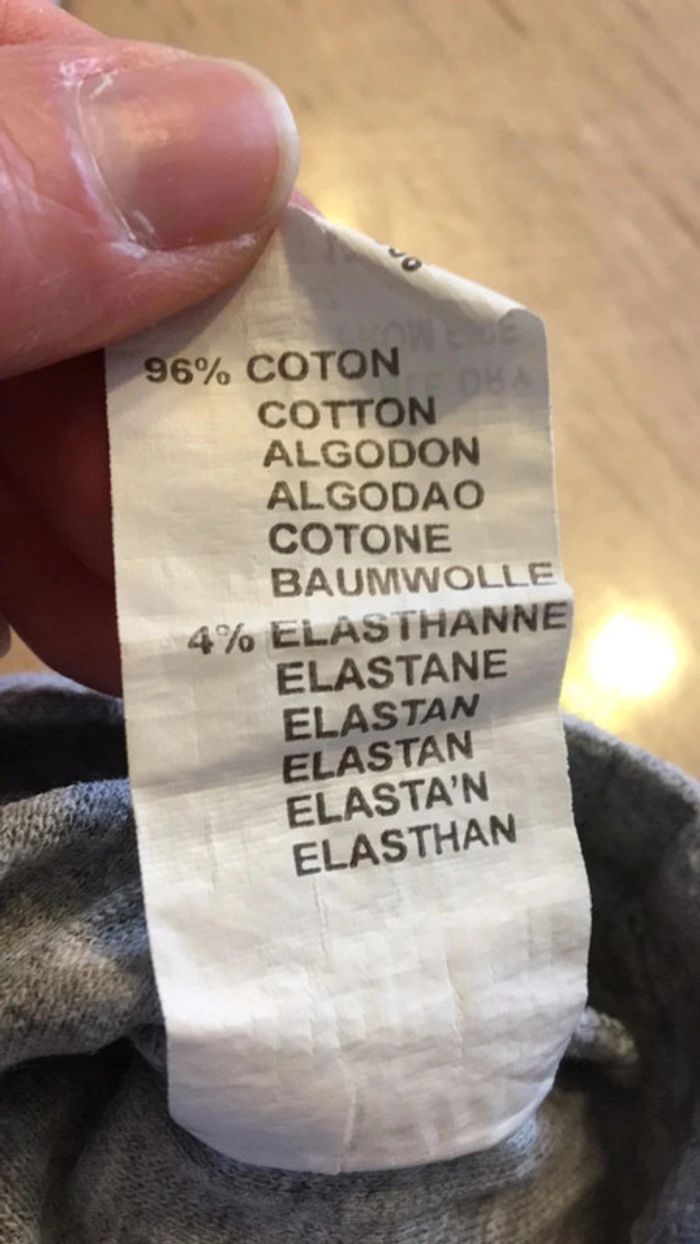 96% COTON
COTTON
ALGODON
ALGODAO
COTONE
BAUMWOLLE
4% ELASTHANNE
ELASTANE
ELASTAN
ELASTAN
ELASTA'N
ELASTHAN